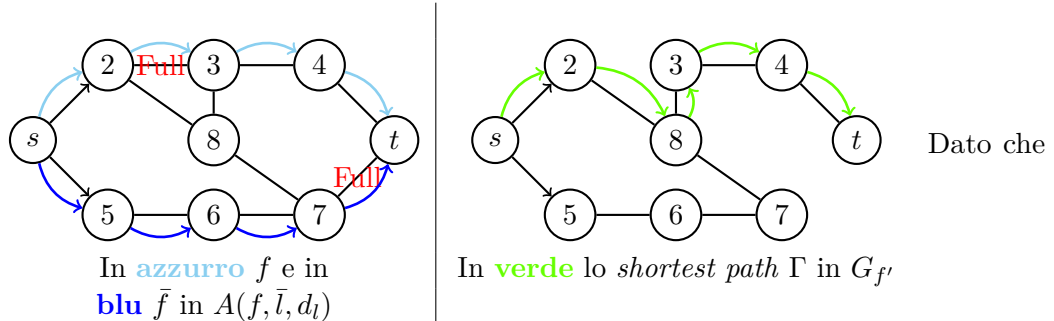 2
Full
3
4
s
8
t
Full
5
6
7
In azzurro f e in
blu f̄ in A(f, l̄, d_l)
2
3
4
s
8
t
5
6
7
In verde lo shortest path Γ in G_{f'}
Dato che